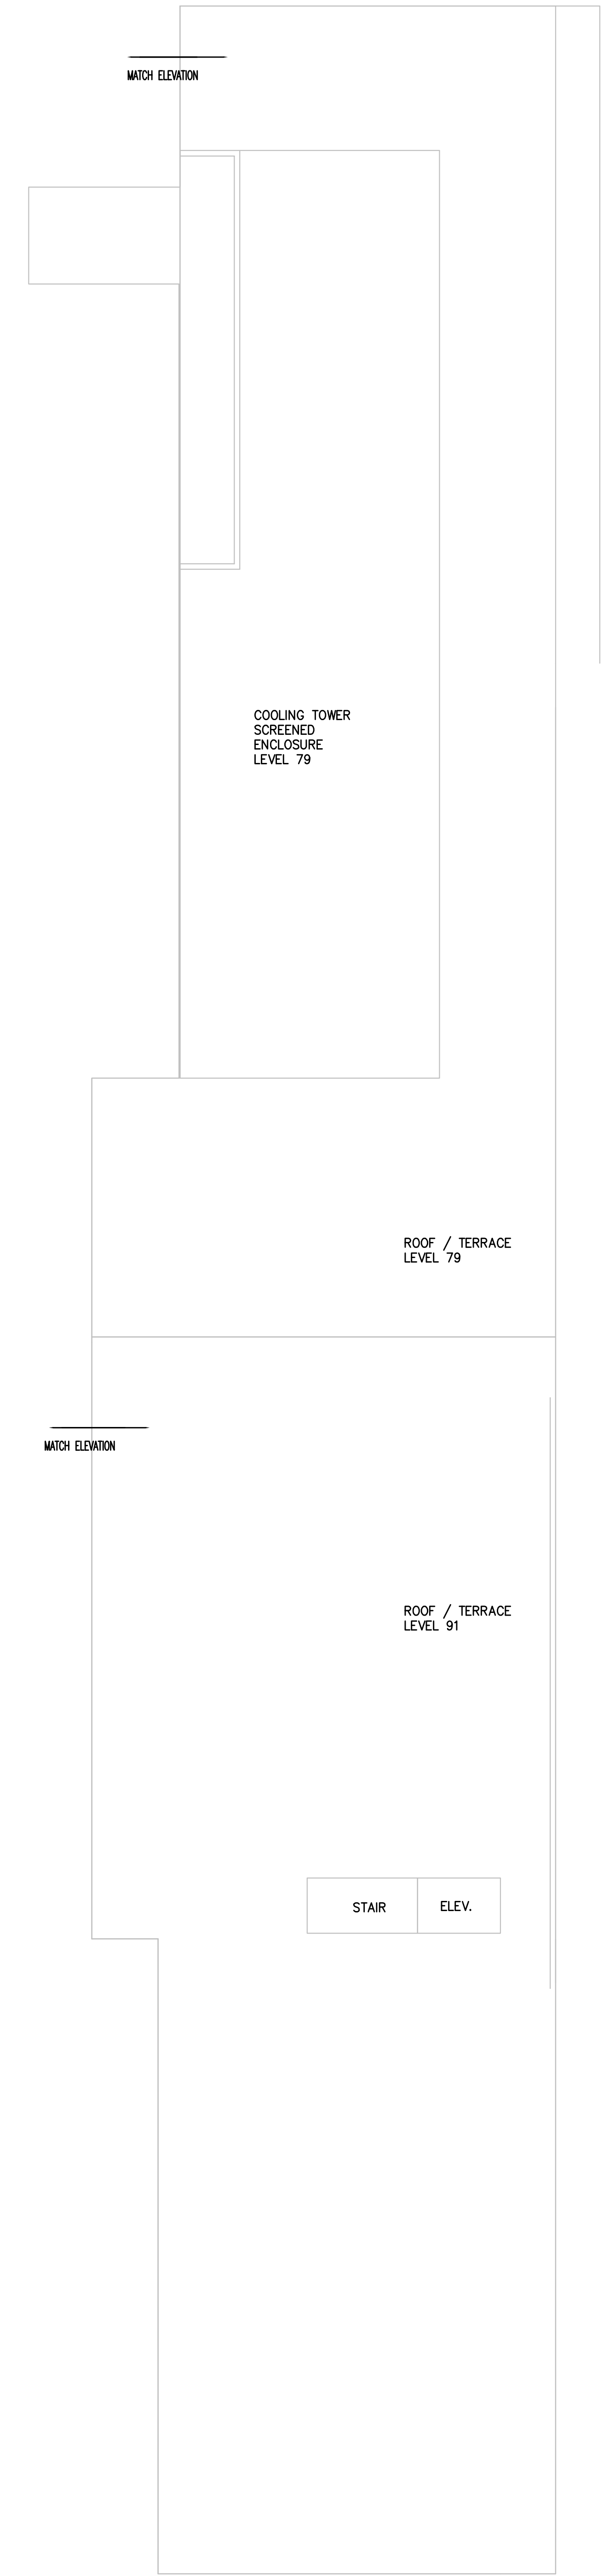 MATCH ELEVATION
COOLING TOWER
SCREENED
ENCLOSURE
LEVEL 79
ROOF / TERRACE
LEVEL 79
MATCH ELEVATION
ROOF / TERRACE
LEVEL 91
STAIR
ELEV.